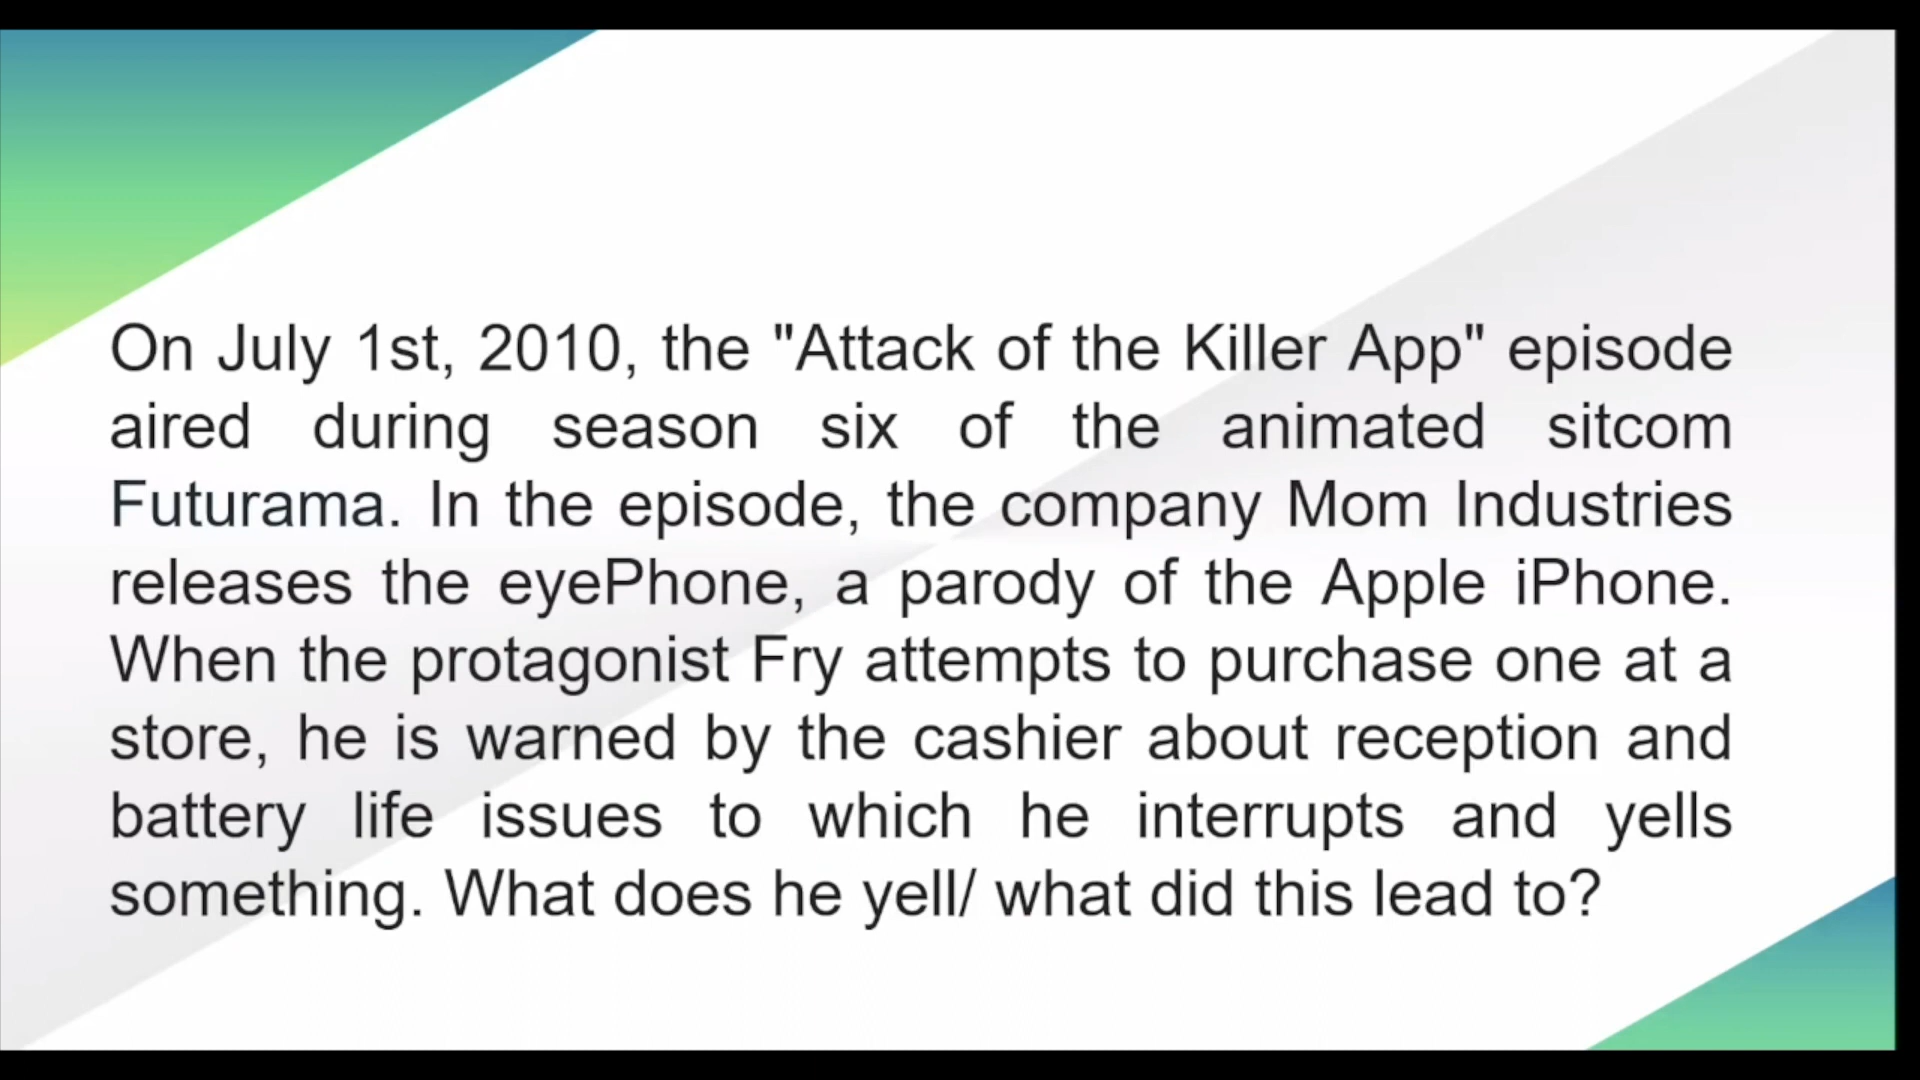 On July 1st, 2010, the "Attack of the Killer App" episode
aired during season six of the animated sitcom
Futurama. In the episode, the company Mom Industries
releases the eyePhone, a parody of the Apple iPhone.
When the protagonist Fry attempts to purchase one at a
store, he is warned by the cashier about reception and
battery life issues to which he interrupts and yells
something. What does he yell/ what did this lead to?